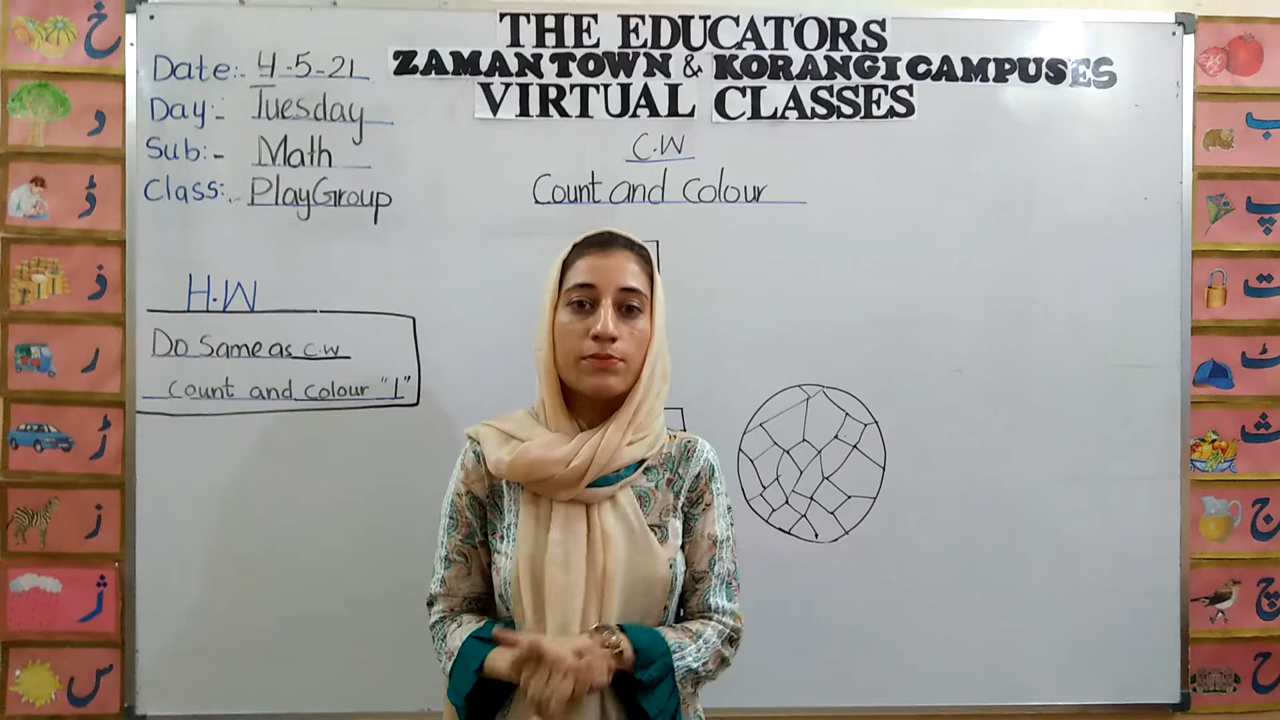 THE EDUCATORS
ZAMAN TOWN & KORANGI CAMPUSES
VIRTUAL CLASSES
Date:- 4-5-21
Day:- Tuesday
Sub:- Math
Class:- PlayGroup
C.W
Count and Colour
H.W
Do Same as C.W
Count and Colour "1"
خ
د
ڈ
ذ
ر
ڑ
ز
ژ
س
ب
پ
ت
ٹ
ث
ج
چ
ح